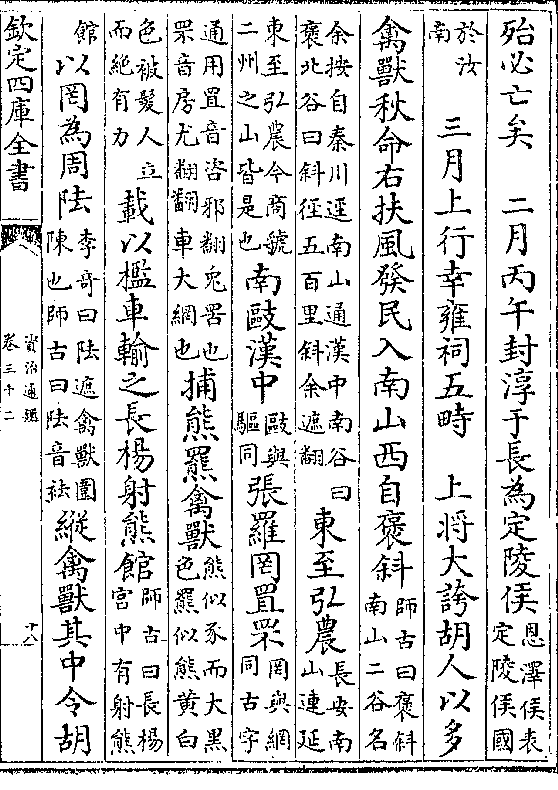 殆必亡矣　二月丙午封淳于長為定陵侯恩澤侯表定陵侯國
於汝南　三月上行幸雍祠五畤　上將大誇胡人以多
禽獸秋命右扶風發民入南山西自褒斜師古曰褒斜南山二谷名
余按自秦川逕南山通漢中南谷曰褒北谷曰斜徑五百里斜余遮翻東至弘農長安南山連延
東至弘農今商虢二州之山皆是也南敺漢中敺與驅同張羅罔罝罘罔與網同古字
通用罝音咨邪翻兔罟也罘音房尤翻翻車大網也捕熊羆禽獸熊似豕而大黑色羆似熊黄白
色被髮人立而絶有力載以檻車輸之長楊射熊館師古曰長楊宮中有射熊
館以罔為周阹李奇曰阹遮禽獸圍陳也師古曰阹音袪縱禽獸其中令胡
欽定四庫全書
資治通鑑
卷三十二
十八